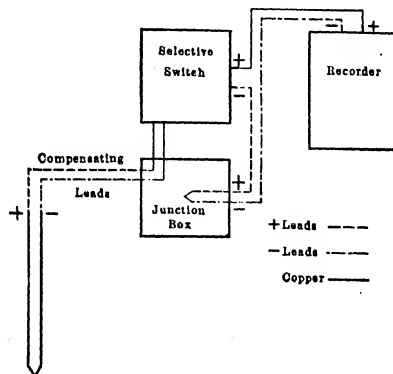 Selective
Switch
+
−
− +
Recorder
Compensating
Leads
+ −
Junction
Box
+
−
+ Leads
− Leads
Copper